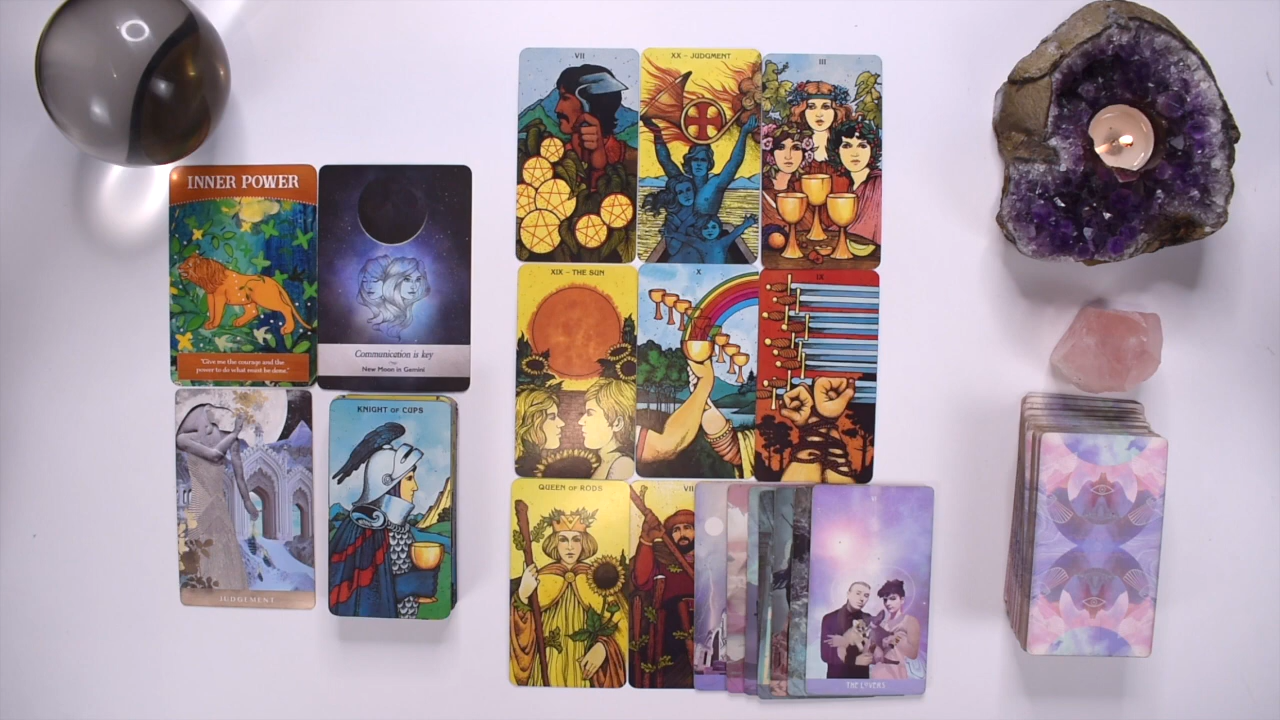 INNER POWER
"Give me the courage and the
power to do what must be done."
Communication is key
New Moon in Gemini
JUDGEMENT
KNIGHT OF CUPS
VII
XX – JUDGMENT
III
XIX – THE SUN
X
IX
QUEEN OF RODS
VII
THE LOVERS